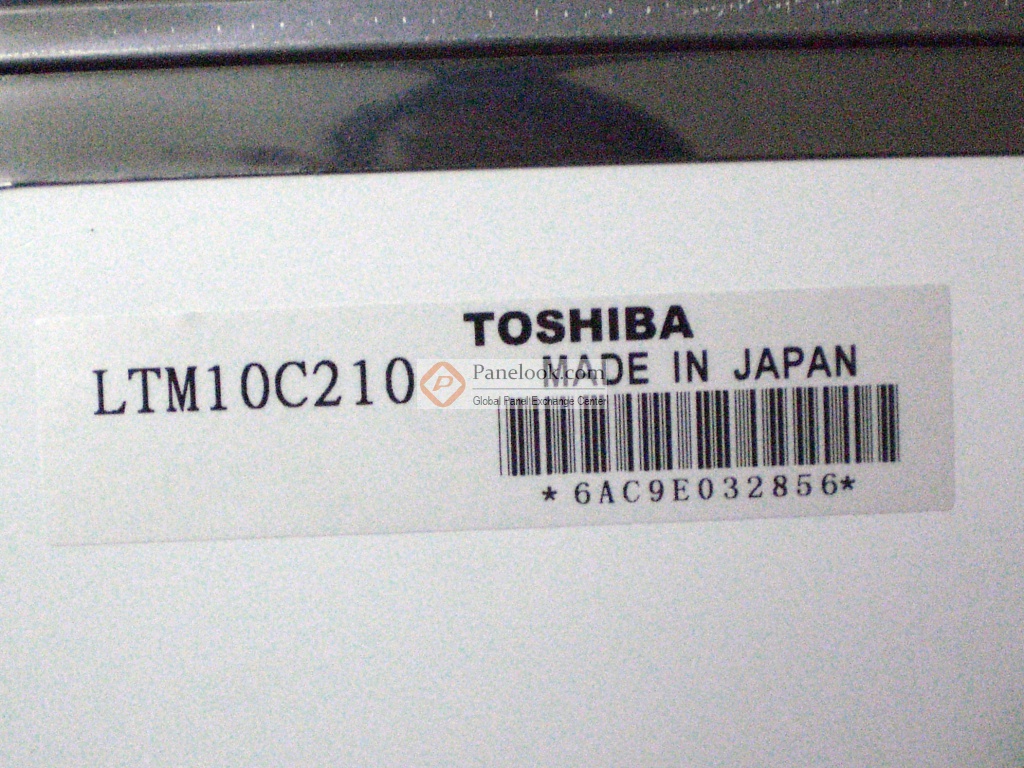 TOSHIBA
LTM10C210
MADE IN JAPAN
Panelook.com
Global Panel Exchange Center
*6AC9E032856*